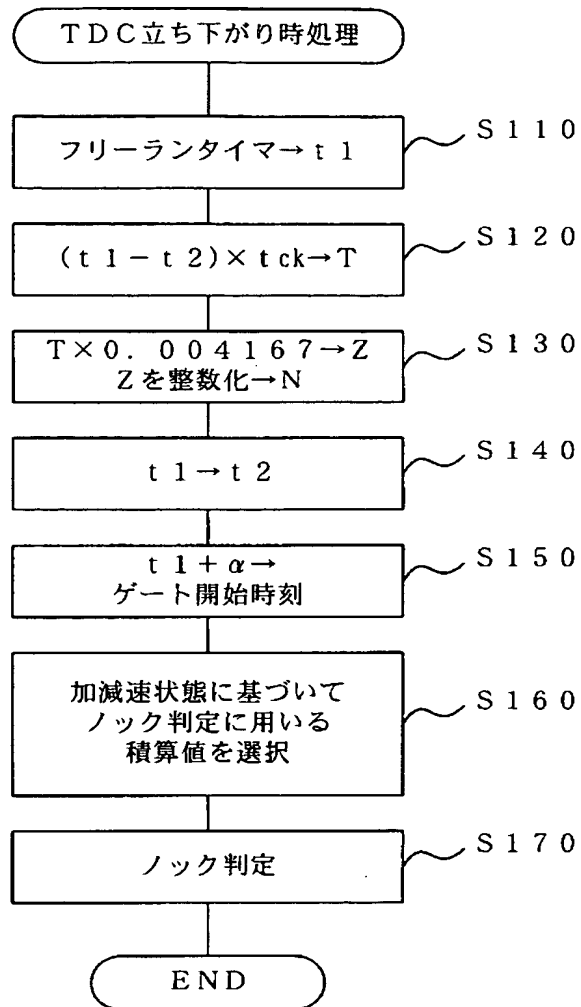 TDC立ち下がり時処理
フリーランタイマ→t1
S110
(t1-t2)×tck→T
S120
T×0.004167→Z
Zを整数化→N
S130
t1→t2
S140
t1+α→
ゲート開始時刻
S150
加減速状態に基づいて
ノック判定に用いる
積算値を選択
S160
ノック判定
S170
END